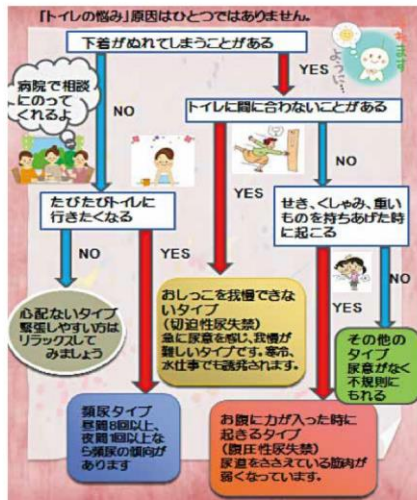 「トイレの悩み」原因はひとつではありません。
下着がぬれてしまうことがある
YES
病院で相談
にのって
くれるよ
NO
トイレに間に合わないことがある
YES
NO
たびたびトイレに
行きたくなる
せき、くしゃみ、重い
ものを持ちあげた時
に起こる
NO
YES
YES
NO
心配ないタイプ
緊張しやすい方は
リラックスして
みましょう
おしっこを我慢できな
いタイプ
(切迫性尿失禁)
急に尿意を感じ、我慢が
難しいタイプです。寒冷、
水仕事でも誘発されます。
その他の
タイプ
尿意がなく
不規則に
もれる
頻尿タイプ
昼間8回以上、
夜間1回以上な
ら頻尿の傾向が
あります
お腹に力が入った時に
起きるタイプ
(腹圧性尿失禁)
尿道をささえている筋肉が
弱くなっています。